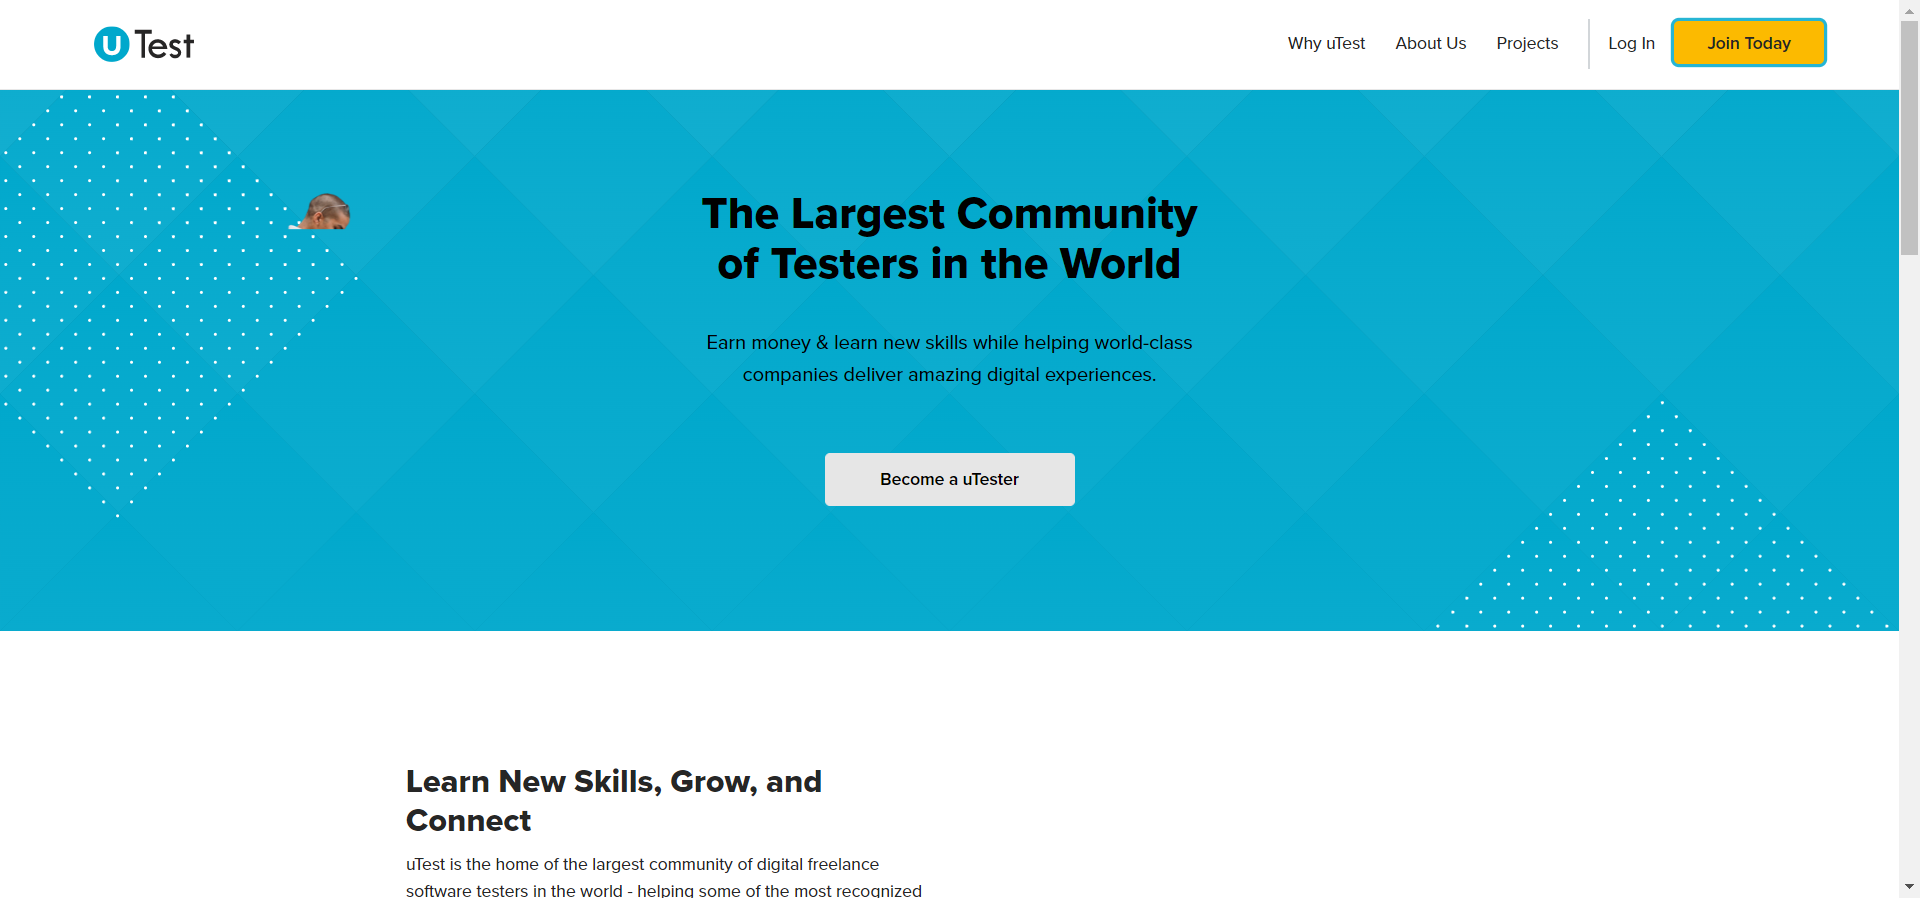 uTest
Why uTest
About Us
Projects
Log In
Join Today
The Largest Community
of Testers in the World
Earn money & learn new skills while helping world-class
companies deliver amazing digital experiences.
Become a uTester
Learn New Skills, Grow, and
Connect
uTest is the home of the largest community of digital freelance
software testers in the world - helping some of the most recognized